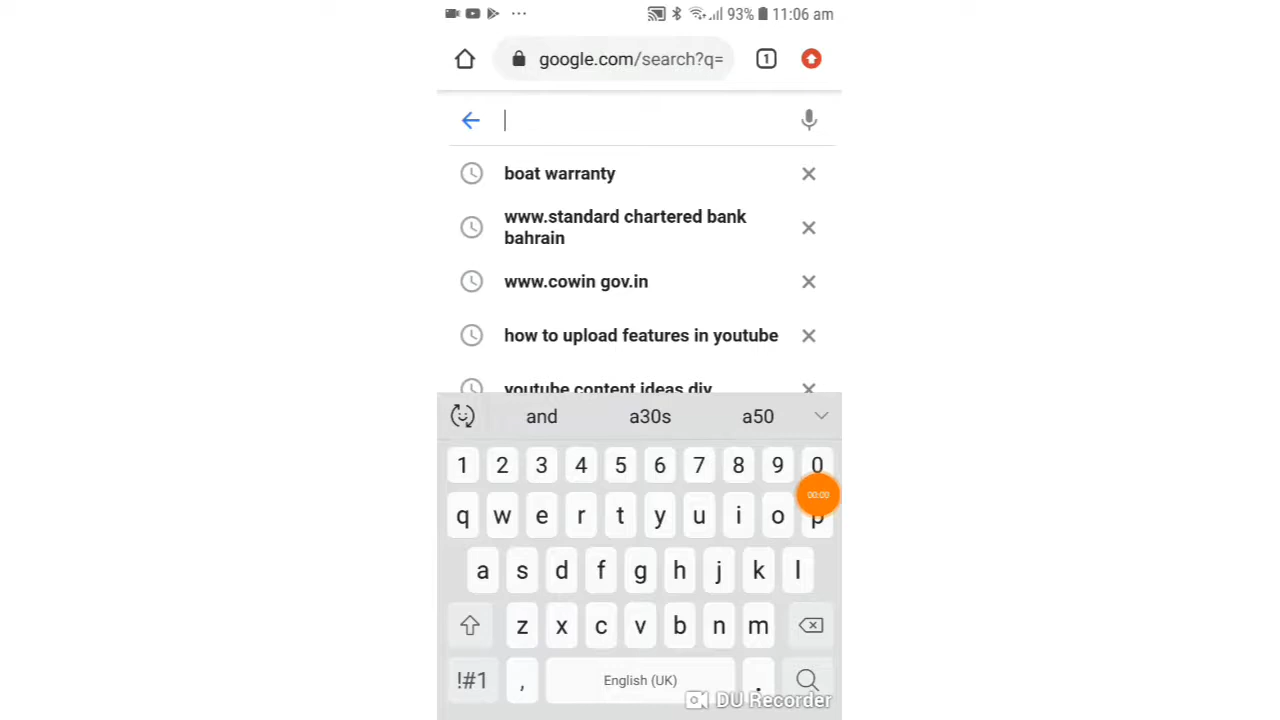 93% 11:06 am
google.com/search?q= 1
boat warranty
www.standard chartered bank
bahrain
www.cowin gov.in
how to upload features in youtube
youtube content ideas diy
and a30s a50
1 2 3 4 5 6 7 8 9 0
00:00
q w e r t y u i o p
a s d f g h j k l
z x c v b n m
!#1 , English (UK) .
DU Recorder